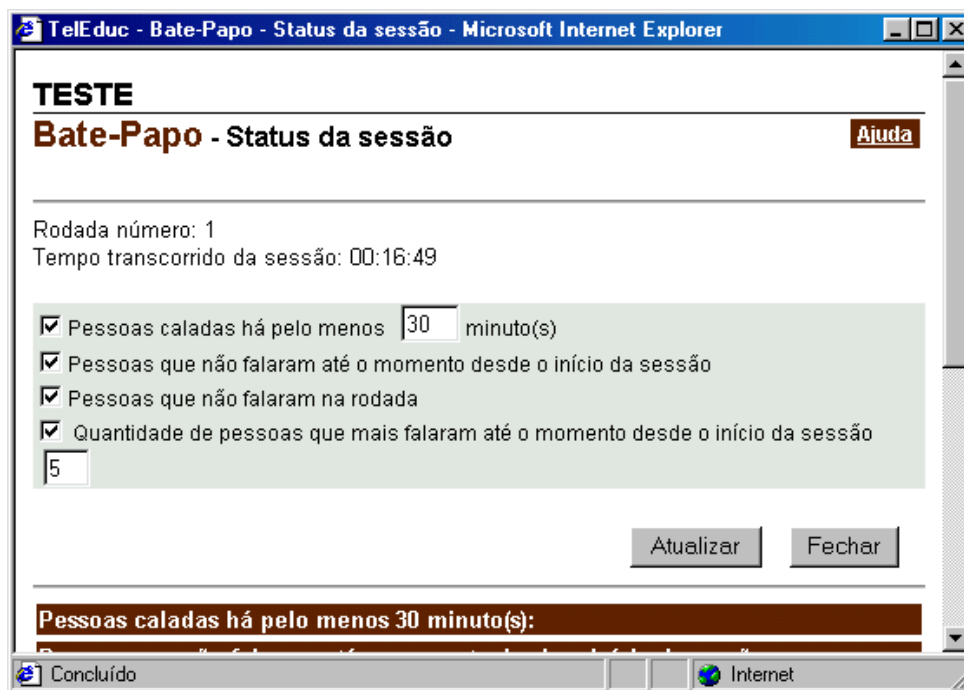 TelEduc - Bate-Papo - Status da sessão - Microsoft Internet Explorer
TESTE
Bate-Papo - Status da sessão
Ajuda
Rodada número: 1
Tempo transcorrido da sessão: 00:16:49
Pessoas caladas há pelo menos 30 minuto(s)
Pessoas que não falaram até o momento desde o início da sessão
Pessoas que não falaram na rodada
Quantidade de pessoas que mais falaram até o momento desde o início da sessão
5
Atualizar Fechar
Pessoas caladas há pelo menos 30 minuto(s):
Concluído Internet